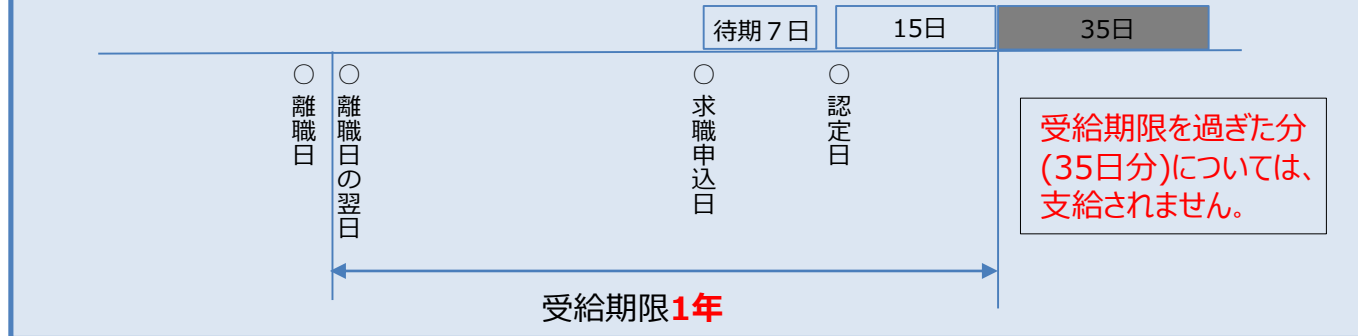 待期７日
15日
35日
○離職日
○離職日の翌日
○求職申込日
○認定日
受給期限を過ぎた分
(35日分)については、
支給されません。
受給期限1年